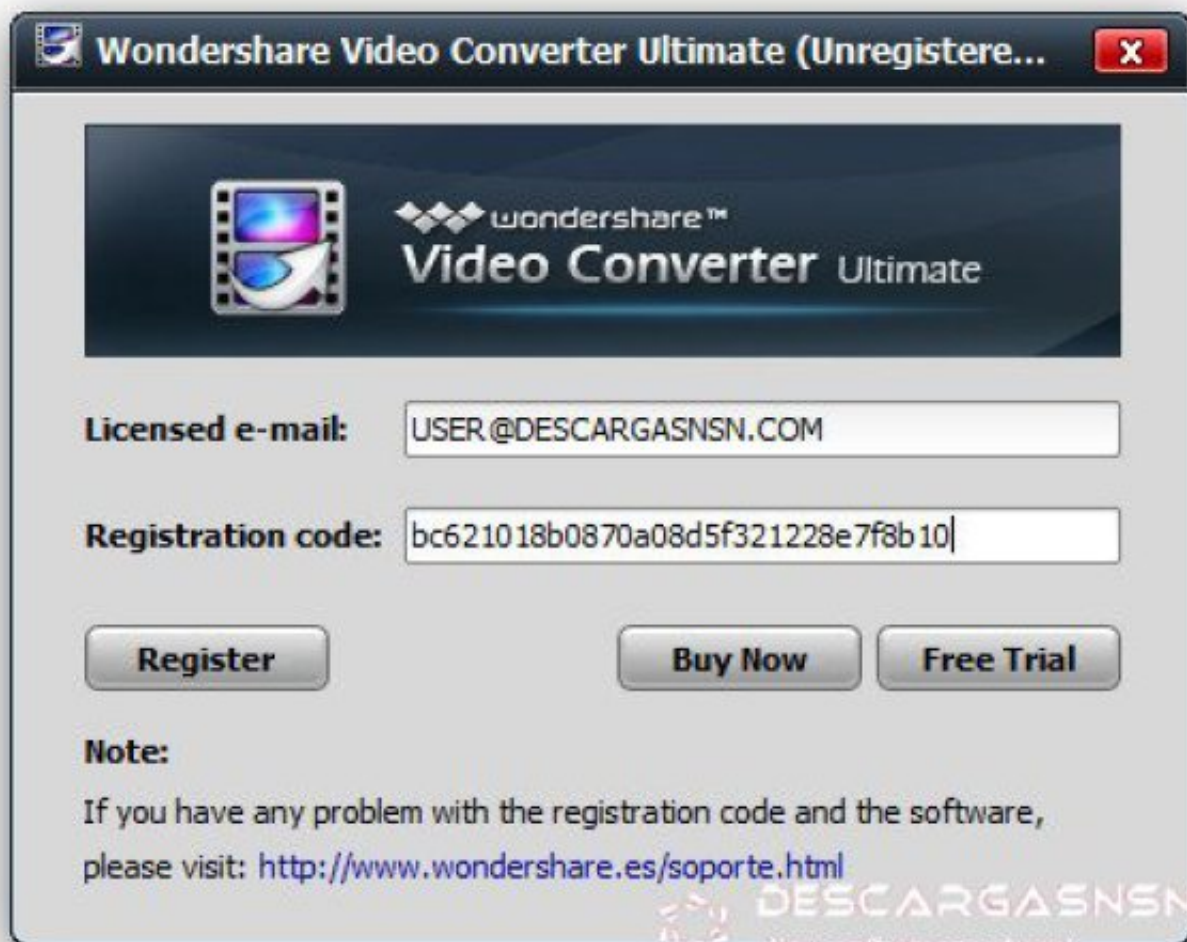 Wondershare Video Converter Ultimate (Unregistere...
wondershare™
Video Converter Ultimate
Licensed e-mail: USER@DESCARGASNSN.COM
Registration code: bc621018b0870a08d5f321228e7f8b10
Register Buy Now Free Trial
Note:
If you have any problem with the registration code and the software,
please visit: http://www.wondershare.es/soporte.html
DESCARGASNSN